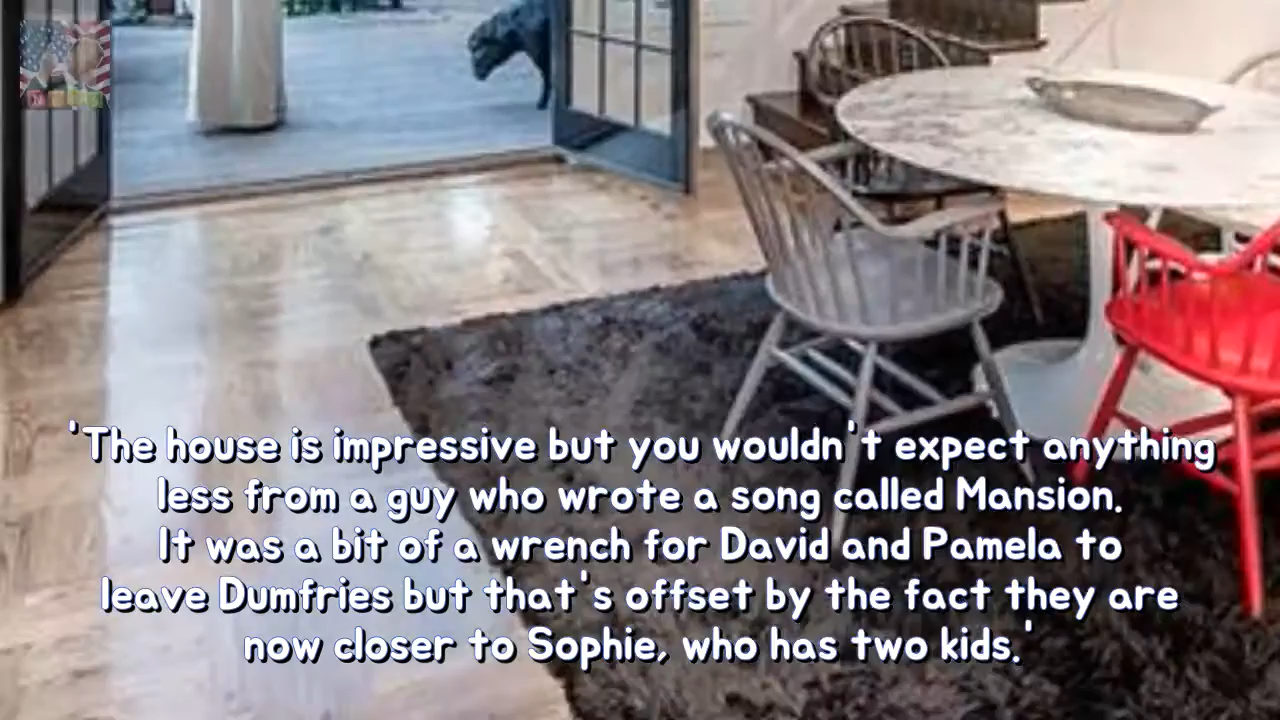 'The house is impressive but you wouldn't expect anything
less from a guy who wrote a song called Mansion.
It was a bit of a wrench for David and Pamela to
leave Dumfries but that's offset by the fact they are
now closer to Sophie, who has two kids.'